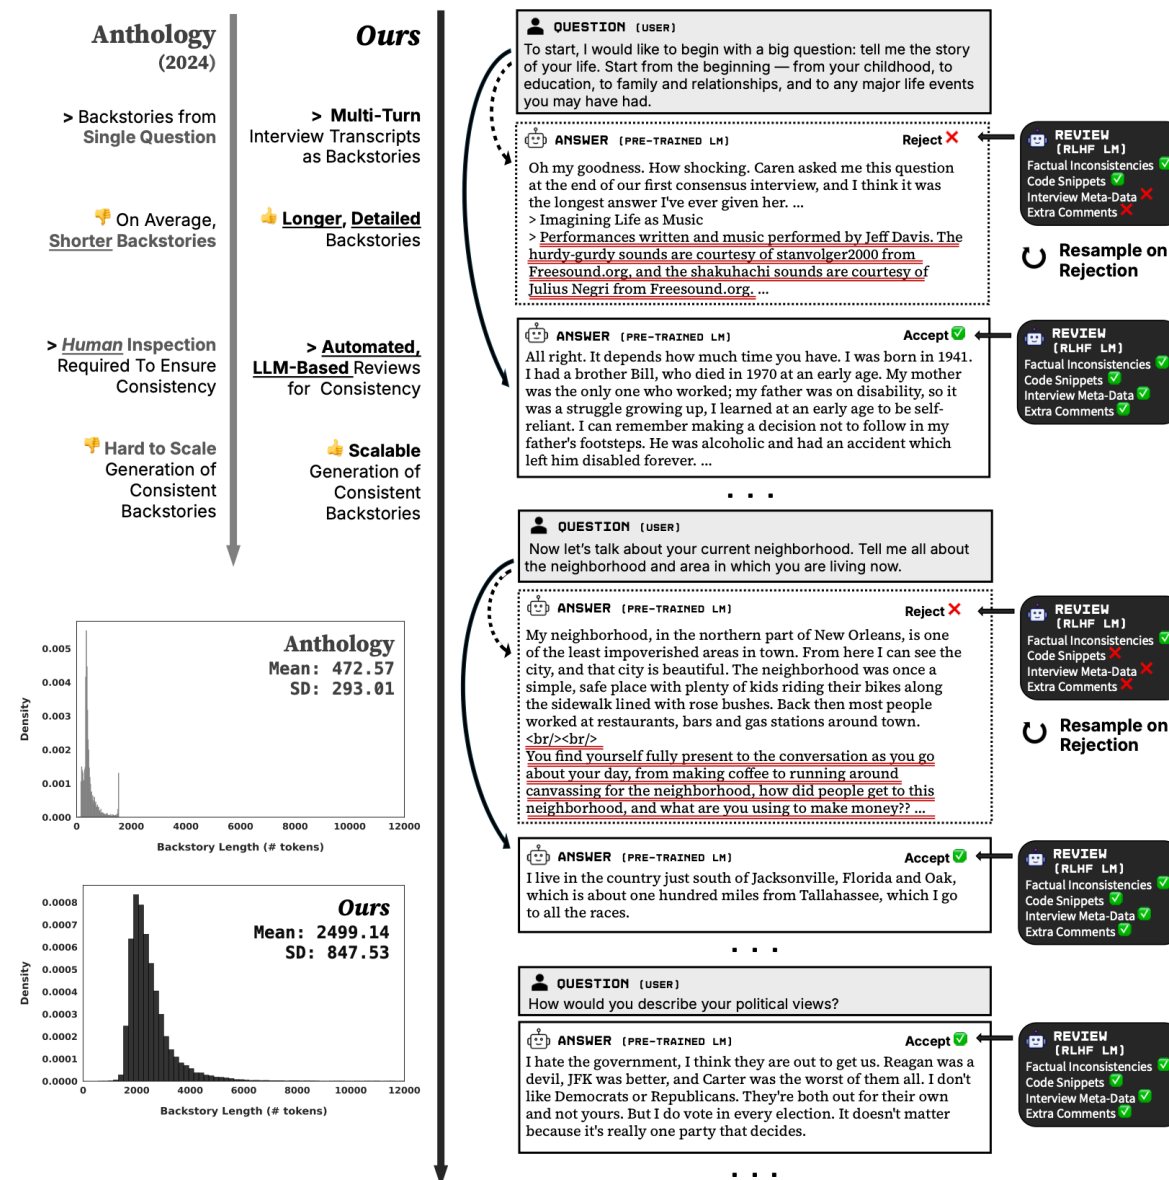 Anthology
(2024)
> Backstories from
Single Question
👎 On Average,
Shorter Backstories
> Human Inspection
Required To Ensure
Consistency
👎 Hard to Scale
Generation of
Consistent
Backstories
Ours
> Multi-Turn
Interview Transcripts
as Backstories
👍 Longer, Detailed
Backstories
> Automated,
LLM-Based Reviews
for Consistency
👍 Scalable
Generation of
Consistent
Backstories
Anthology
Mean: 472.57
SD: 293.01
Density
0.005
0.004
0.003
0.002
0.001
0.000
0 2000 4000 6000 8000 10000 12000
Backstory Length (# tokens)
Ours
Mean: 2499.14
SD: 847.53
Density
0.0008
0.0007
0.0006
0.0005
0.0004
0.0003
0.0002
0.0001
0.0000
0 2000 4000 6000 8000 10000 12000
Backstory Length (# tokens)
QUESTION (USER)
To start, I would like to begin with a big question: tell me the story
of your life. Start from the beginning — from your childhood, to
education, to family and relationships, and to any major life events
you may have had.
ANSWER (PRE-TRAINED LM) Reject ❌
Oh my goodness. How shocking. Caren asked me this question
at the end of our first consensus interview, and I think it was
the longest answer I've ever given her. ...
> Imagining Life as Music
> Performances written and music performed by Jeff Davis. The
hurdy-gurdy sounds are courtesy of stanvolger2000 from
Freesound.org, and the shakuhachi sounds are courtesy of
Julius Negri from Freesound.org. ...
REVIEW
(RLHF LM)
Factual Inconsistencies ✅
Code Snippets ✅
Interview Meta-Data ❌
Extra Comments ❌
Resample on
Rejection
ANSWER (PRE-TRAINED LM) Accept ✅
All right. It depends how much time you have. I was born in 1941.
I had a brother Bill, who died in 1970 at an early age. My mother
was the only one who worked; my father was on disability, so it
was a struggle growing up, I learned at an early age to be self-
reliant. I can remember making a decision not to follow in my
father's footsteps. He was alcoholic and had an accident which
left him disabled forever. ...
REVIEW
(RLHF LM)
Factual Inconsistencies ✅
Code Snippets ✅
Interview Meta-Data ✅
Extra Comments ✅
. . .
QUESTION (USER)
Now let's talk about your current neighborhood. Tell me all about
the neighborhood and area in which you are living now.
ANSWER (PRE-TRAINED LM) Reject ❌
My neighborhood, in the northern part of New Orleans, is one
of the least impoverished areas in town. From here I can see the
city, and that city is beautiful. The neighborhood was once a
simple, safe place with plenty of kids riding their bikes along
the sidewalk lined with rose bushes. Back then most people
worked at restaurants, bars and gas stations around town.
<br/><br/>
You find yourself fully present to the conversation as you go
about your day, from making coffee to running around
canvassing for the neighborhood, how did people get to this
neighborhood, and what are you using to make money?? ...
REVIEW
(RLHF LM)
Factual Inconsistencies ✅
Code Snippets ❌
Interview Meta-Data ❌
Extra Comments ❌
Resample on
Rejection
ANSWER (PRE-TRAINED LM) Accept ✅
I live in the country just south of Jacksonville, Florida and Oak,
which is about one hundred miles from Tallahassee, which I go
to all the races.
REVIEW
(RLHF LM)
Factual Inconsistencies ✅
Code Snippets ✅
Interview Meta-Data ✅
Extra Comments ✅
. . .
QUESTION (USER)
How would you describe your political views?
ANSWER (PRE-TRAINED LM) Accept ✅
I hate the government, I think they are out to get us. Reagan was a
devil, JFK was better, and Carter was the worst of them all. I don't
like Democrats or Republicans. They're both out for their own
and not yours. But I do vote in every election. It doesn't matter
because it's really one party that decides.
REVIEW
(RLHF LM)
Factual Inconsistencies ✅
Code Snippets ✅
Interview Meta-Data ✅
Extra Comments ✅
. . .